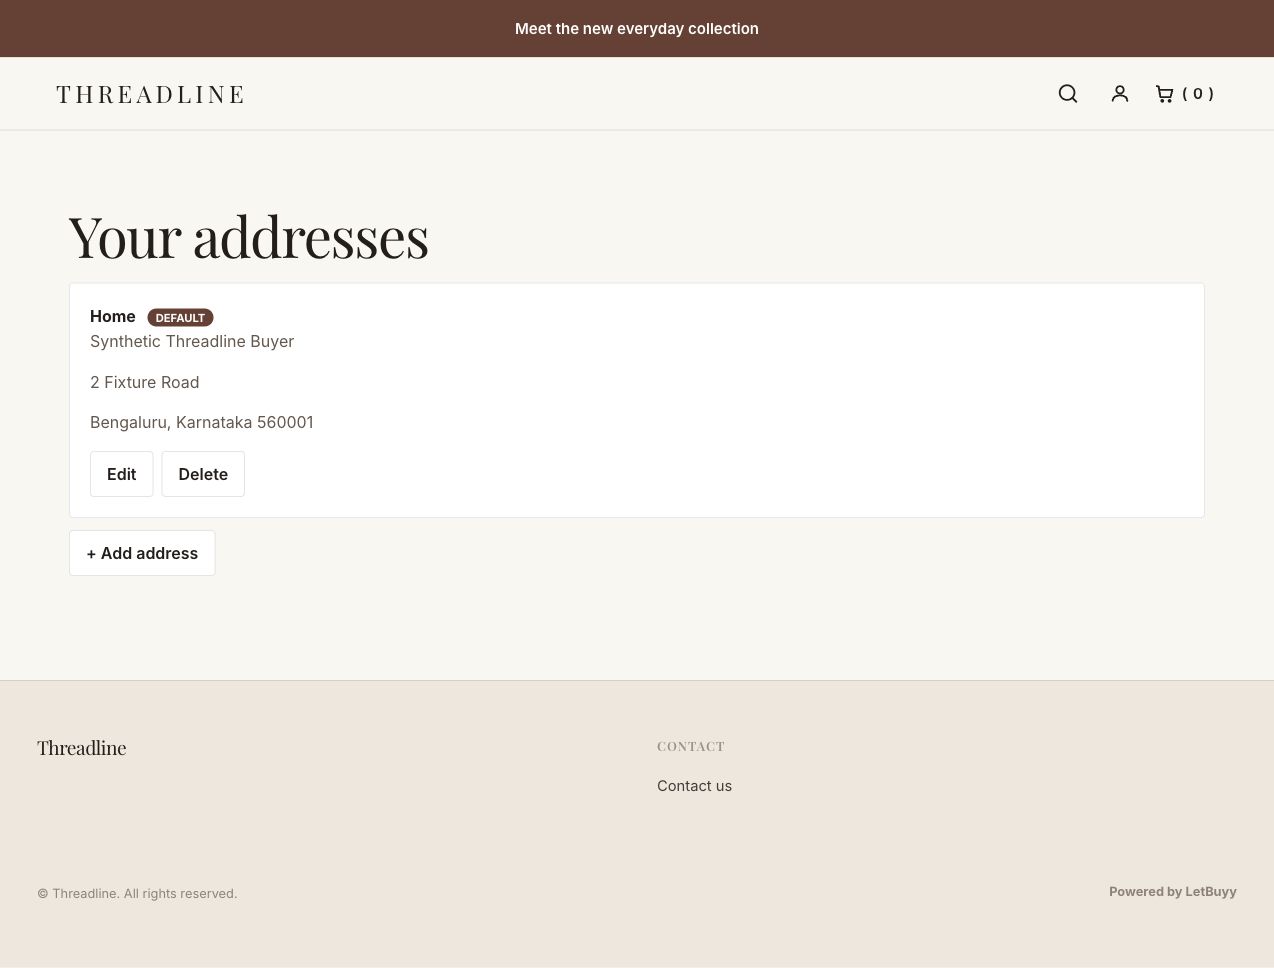 Meet the new everyday collection
THREADLINE
( 0 )
Your addresses
Home DEFAULT
Synthetic Threadline Buyer
2 Fixture Road
Bengaluru, Karnataka 560001
Edit Delete
+ Add address
Threadline
CONTACT
Contact us
© Threadline. All rights reserved.
Powered by LetBuyy